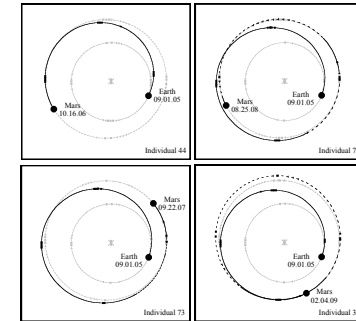 Earth
09.01.05
Mars
10.16.06
Individual 44
Earth
09.01.05
Mars
08.25.08
Individual 7
Mars
09.22.07
Earth
09.01.05
Individual 73
Earth
09.01.05
Mars
02.04.09
Individual 3